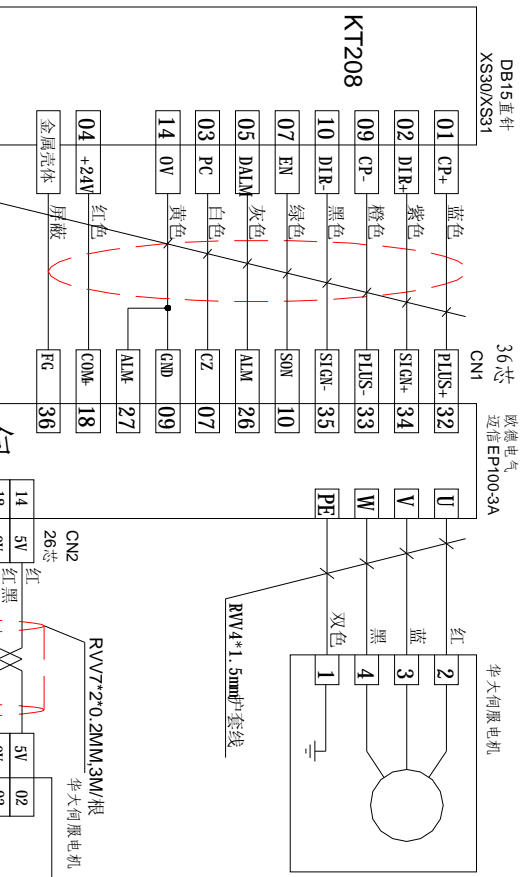 DB15直针
XS30/XS31
KT208
01 CP+ 蓝色 PLUS+ 32
02 DIR+ 紫色 SIGN+ 34
09 CP- 橙色 PLUS- 33
10 DIR- 黑色 SIGN- 35
07 EN 绿色 SON 10
05 DALM 灰色 ALM 26
03 PC 白色 CZ 07
14 0V 黄色 GND 09
ALM- 27
04 +24V 红色 COM+ 18
金属壳体 屏蔽 FG 36
36芯
CN1
欧德电气
迈信EP100-3A
U 红 2
V 蓝 3
W 黑 4
PE 双色 1
华大伺服电机
RVV4*1.5mm护套线
CN2
26芯
14 5V 红 5V 02
红黑
RVV7*2*0.2MM,3M/根
华大伺服电机